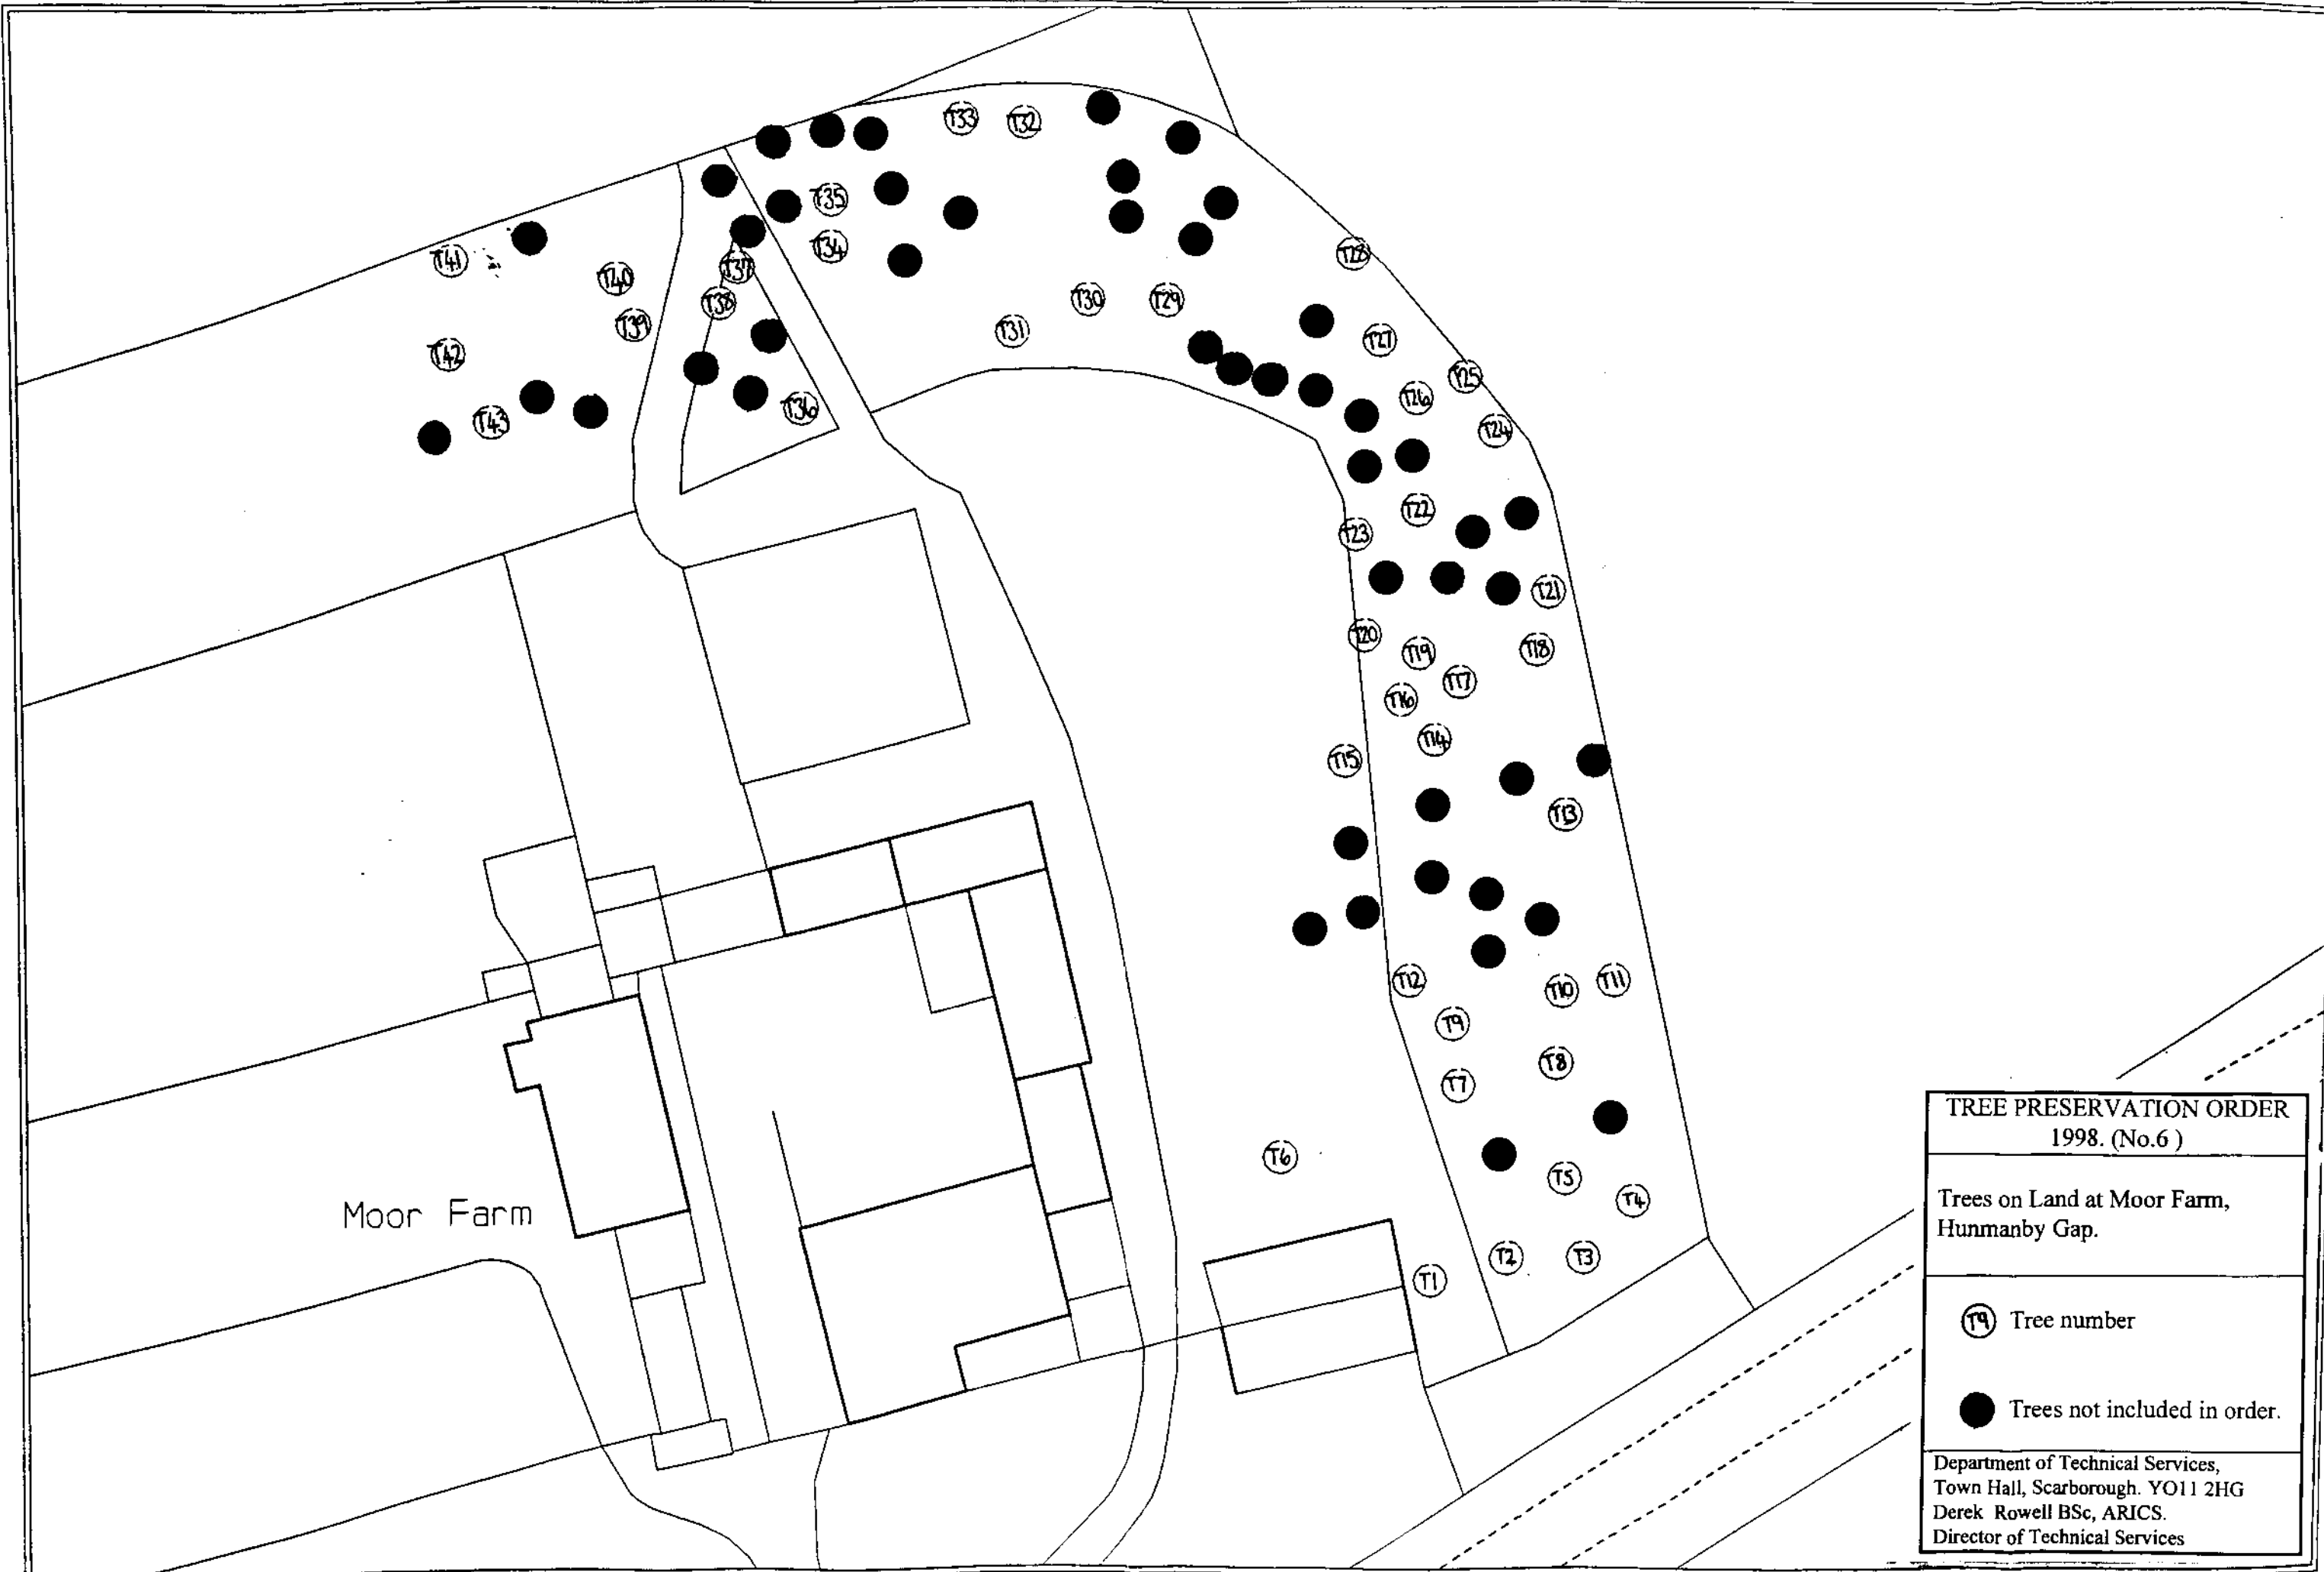 T33
T32
T35
T34
T28
T41
T40
T37
T38
T39
T30
T29
T31
T42
T27
T25
T26
T36
T43
T24
T22
T23
T21
T20
T19
T18
T17
T16
T14
T15
T13
T12
T10
T11
T9
T8
T7
T6
T5
T4
T2
T3
T1
Moor Farm
TREE PRESERVATION ORDER
1998. (No.6 )
Trees on Land at Moor Farm,
Hunmanby Gap.
T9 Tree number
Trees not included in order.
Department of Technical Services,
Town Hall, Scarborough. YO11 2HG
Derek Rowell BSc, ARICS.
Director of Technical Services